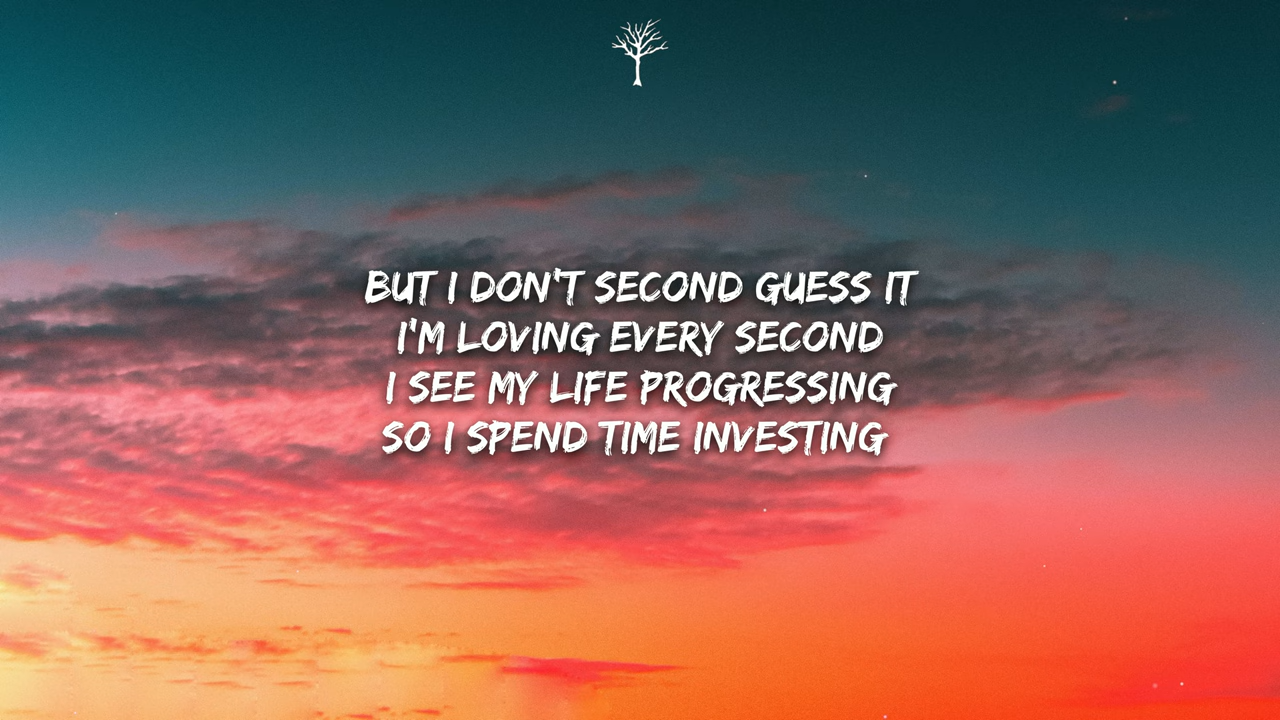 BUT I DON'T SECOND GUESS IT
I'M LOVING EVERY SECOND
I SEE MY LIFE PROGRESSING
SO I SPEND TIME INVESTING